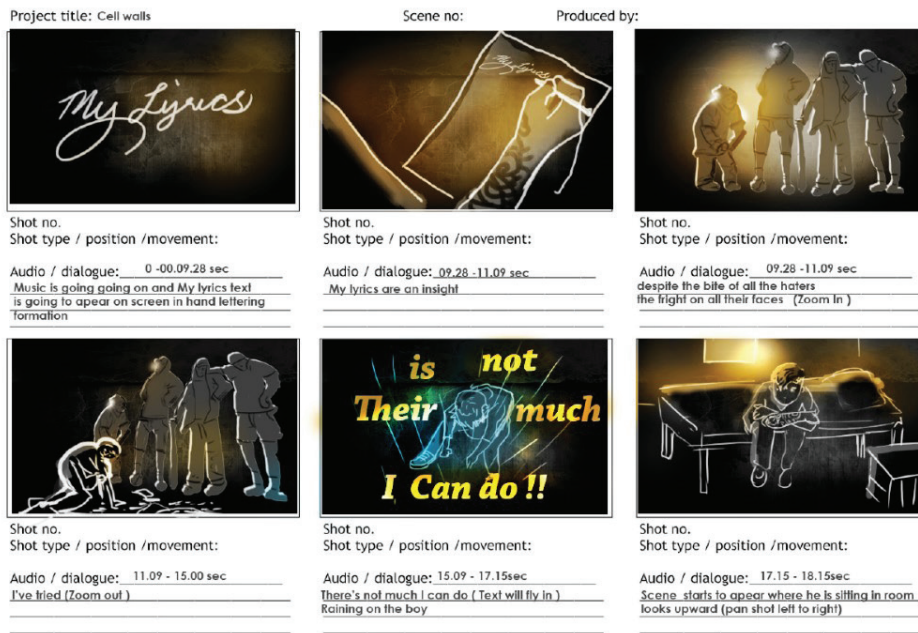 Project title: Cell walls
Scene no:
Produced by:
My Lyrics
My Lyrics
Shot no.
Shot type / position /movement:
Audio / dialogue: 0 -00.09.28 sec
Music is going going on and My lyrics text
is going to apear on screen in hand lettering
formation
Shot no.
Shot type / position /movement:
Audio / dialogue: 09.28 -11.09 sec
My lyrics are an insight
Shot no.
Shot type / position /movement:
Audio / dialogue: 09.28 -11.09 sec
despite the bite of all the haters
the fright on all their faces (Zoom In )
is not
Their much
I Can do !!
Shot no.
Shot type / position /movement:
Audio / dialogue: 11.09 - 15.00 sec
I've tried (Zoom out )
Shot no.
Shot type / position /movement:
Audio / dialogue: 15.09 - 17.15sec
There's not much I can do ( Text will fly in )
Raining on the boy
Shot no.
Shot type / position /movement:
Audio / dialogue: 17.15 - 18.15sec
Scene starts to apear where he is sitting in room
looks upward (pan shot left to right)